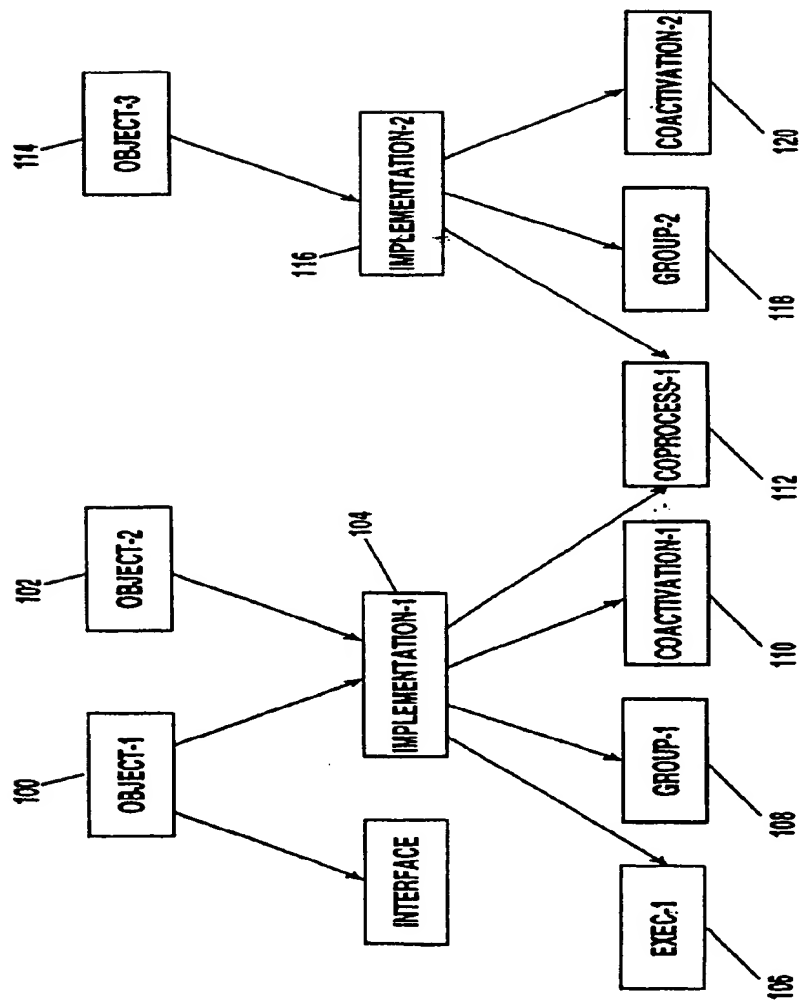 100
OBJECT-1
102
OBJECT-2
114
OBJECT-3
INTERFACE
IMPLEMENTATION-1
104
116
IMPLEMENTATION-2
EXEC-1
GROUP-1
COACTIVATION-1
COPROCESS-1
GROUP-2
COACTIVATION-2
106
108
110
112
118
120